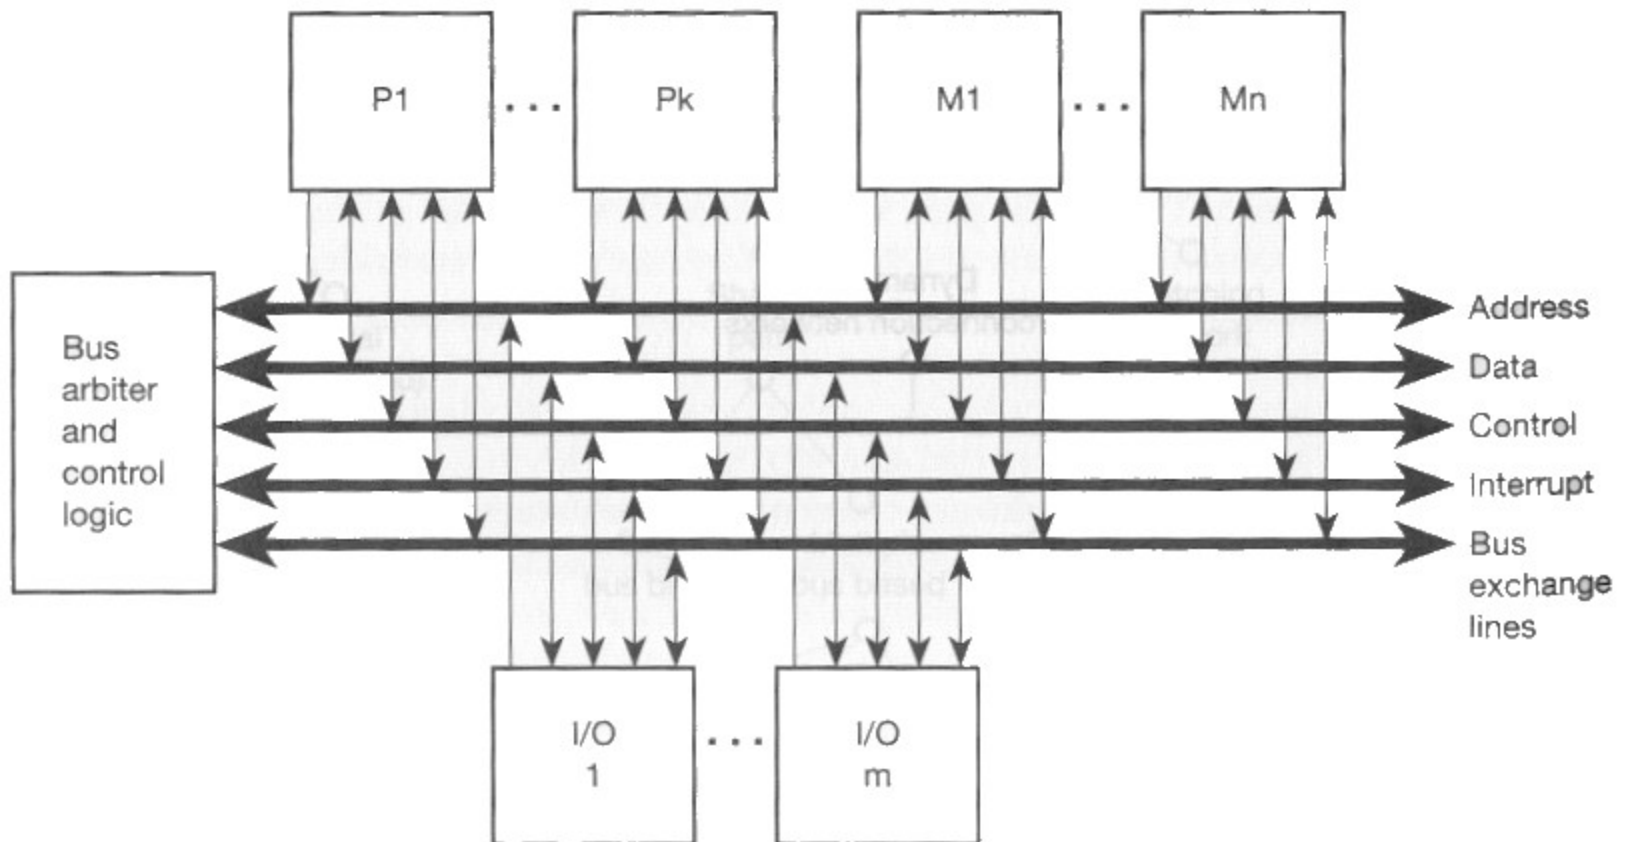 P1 ... Pk M1 ... Mn
Address
Data
Control
Interrupt
Bus
exchange
lines
Bus
arbiter
and
control
logic
I/O
1
...
I/O
m